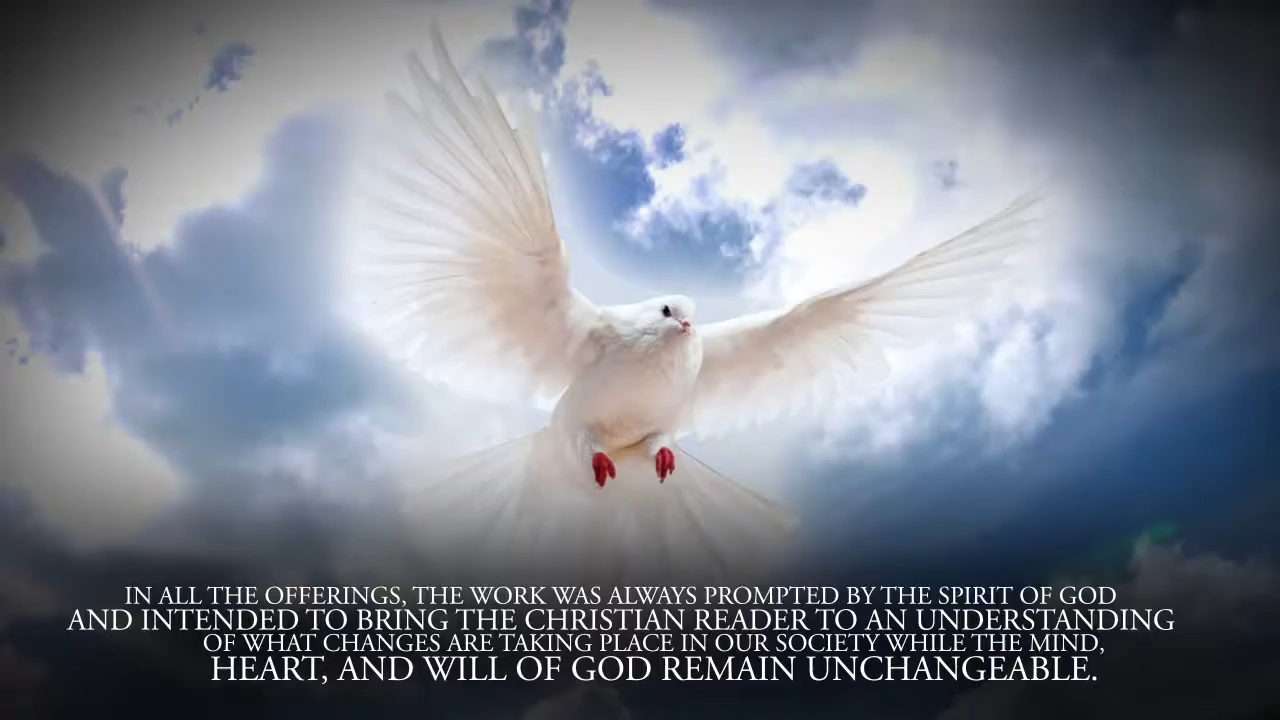 IN ALL THE OFFERINGS, THE WORK WAS ALWAYS PROMPTED BY THE SPIRIT OF GOD
AND INTENDED TO BRING THE CHRISTIAN READER TO AN UNDERSTANDING
OF WHAT CHANGES ARE TAKING PLACE IN OUR SOCIETY WHILE THE MIND,
HEART, AND WILL OF GOD REMAIN UNCHANGEABLE.